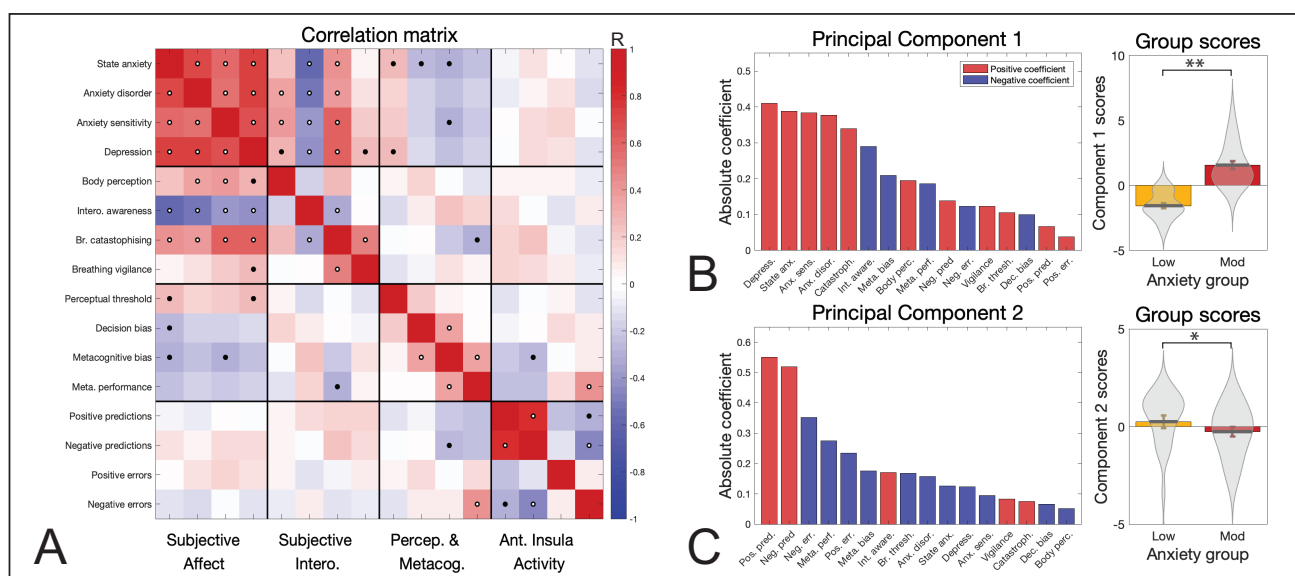 Correlation matrix
R
State anxiety
Anxiety disorder
Anxiety sensitivity
Depression
Body perception
Intero. awareness
Br. catastophising
Breathing vigilance
Perceptual threshold
Decision bias
Metacognitive bias
Meta. performance
Positive predictions
Negative predictions
Positive errors
Negative errors
1
0.8
0.6
0.4
0.2
0
-0.2
-0.4
-0.6
-0.8
-1
Subjective Affect
Subjective Intero.
Percep. & Metacog.
Ant. Insula Activity
A
Principal Component 1
Positive coefficient
Negative coefficient
Absolute coefficient
0.5
0.4
0.3
0.2
0.1
0
Depress.
State anx.
Anx. sens.
Anx. disor.
Catastroph.
Int. aware.
Meta. bias
Body perc.
Meta. perf.
Neg. pred
Neg. err.
Vigilance
Br. thresh.
Dec. bias
Pos. pred.
Pos. err.
B
Group scores
**
Component 1 scores
10
5
0
-5
Low
Mod
Anxiety group
Principal Component 2
Absolute coefficient
0.6
0.5
0.4
0.3
0.2
0.1
0
Pos. pred.
Neg. pred
Neg. err.
Meta. perf.
Pos. err.
Meta. bias
Int. aware.
Br. thresh.
Anx. disor.
State anx.
Depress.
Anx. sens.
Vigilance
Catastroph.
Dec. bias
Body perc.
C
Group scores
*
Component 2 scores
5
0
-5
Low
Mod
Anxiety group